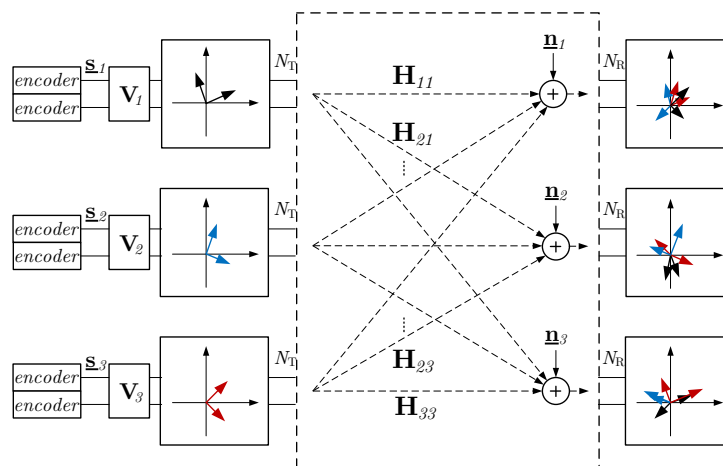 s1 NT n1 NR
encoder
encoder
V1 H11 +
H21
s2 NT n2 NR
encoder
encoder
V2 +
s3 NT n3 NR
encoder
encoder
V3 H23 +
H33